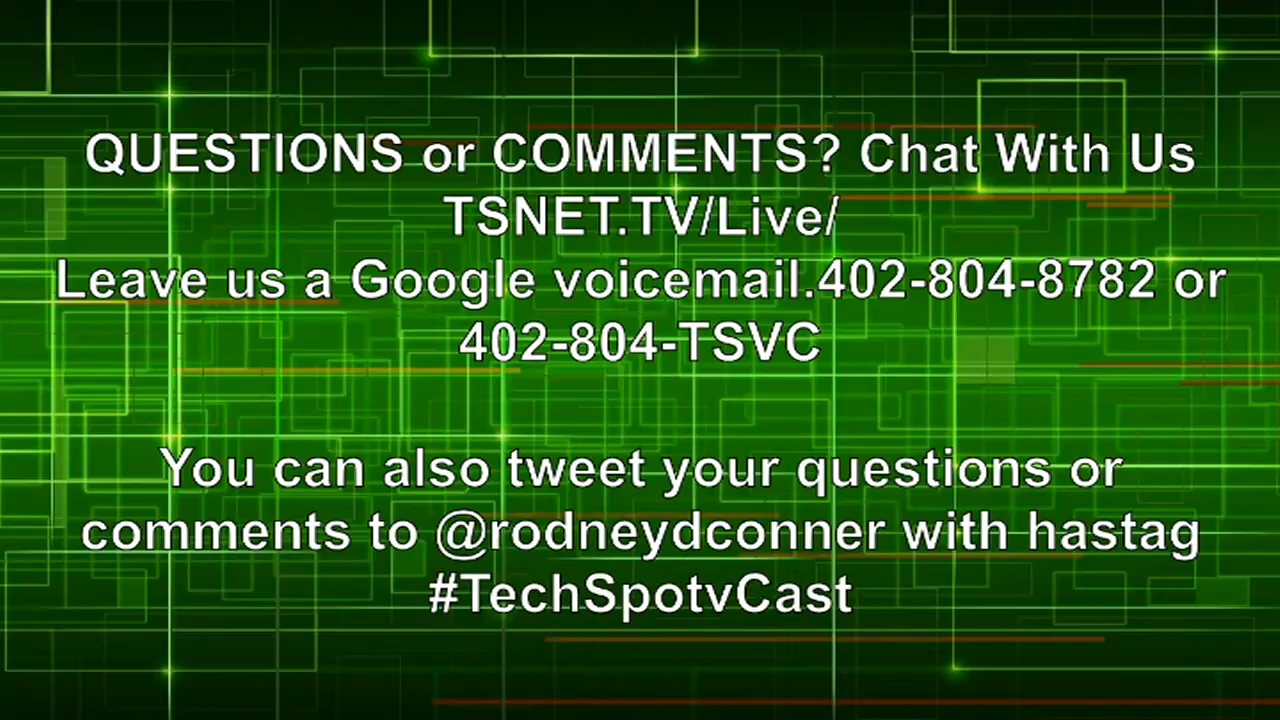 QUESTIONS or COMMENTS? Chat With Us
TSNET.TV/Live/
Leave us a Google voicemail.402-804-8782 or
402-804-TSVC
You can also tweet your questions or
comments to @rodneydconner with hastag
#TechSpotvCast